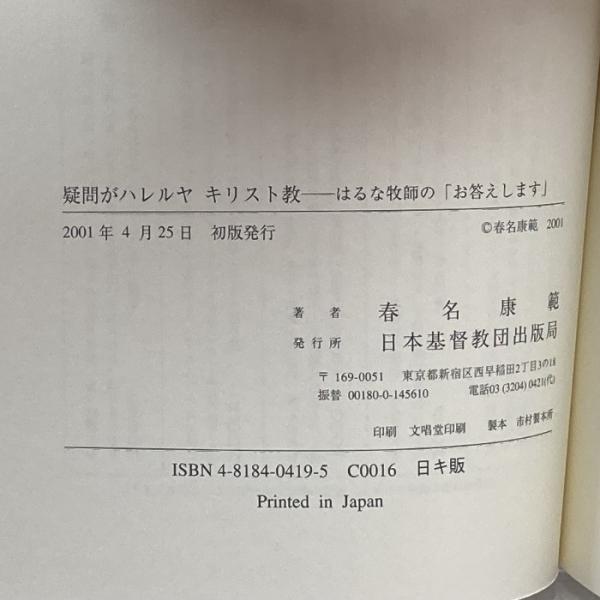 疑問がハレルヤ キリスト教――はるな牧師の「お答えします」
2001年4月25日 初版発行 ©春名康範 2001
著者 春名康範
発行所 日本基督教団出版局
〒169-0051 東京都新宿区西早稲田2丁目3の18
振替 00180-0-145610 電話03 (3204) 0421(代)
印刷 文唱堂印刷 製本 市村製本所
ISBN 4-8184-0419-5 C0016 日キ販
Printed in Japan